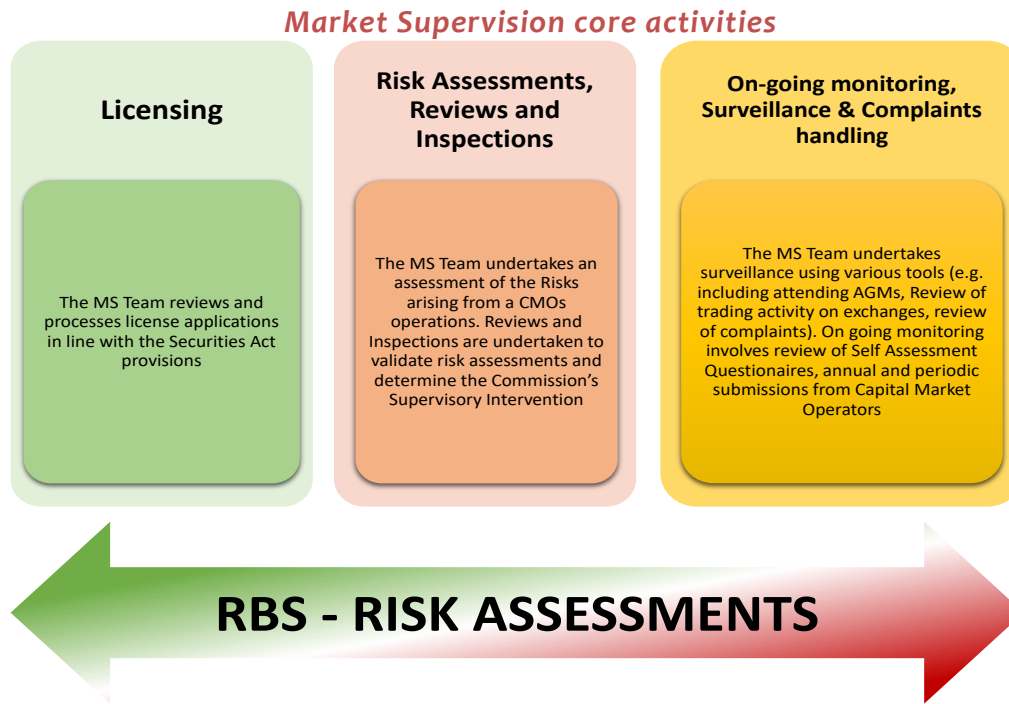 Market Supervision core activities
Licensing
The MS Team reviews and
processes license applications
in line with the Securities Act
provisions
Risk Assessments,
Reviews and
Inspections
The MS Team undertakes an
assessment of the Risks
arising from a CMOs
operations. Reviews and
Inspections are undertaken to
validate risk assessments and
determine the Commission’s
Supervisory Intervention
On-going monitoring,
Surveillance & Complaints
handling
The MS Team undertakes
surveillance using various tools (e.g.
including attending AGMs, Review of
trading activity on exchanges, review
of complaints). On going monitoring
involves review of Self Assessment
Questionaires, annual and periodic
submissions from Capital Market
Operators
RBS - RISK ASSESSMENTS